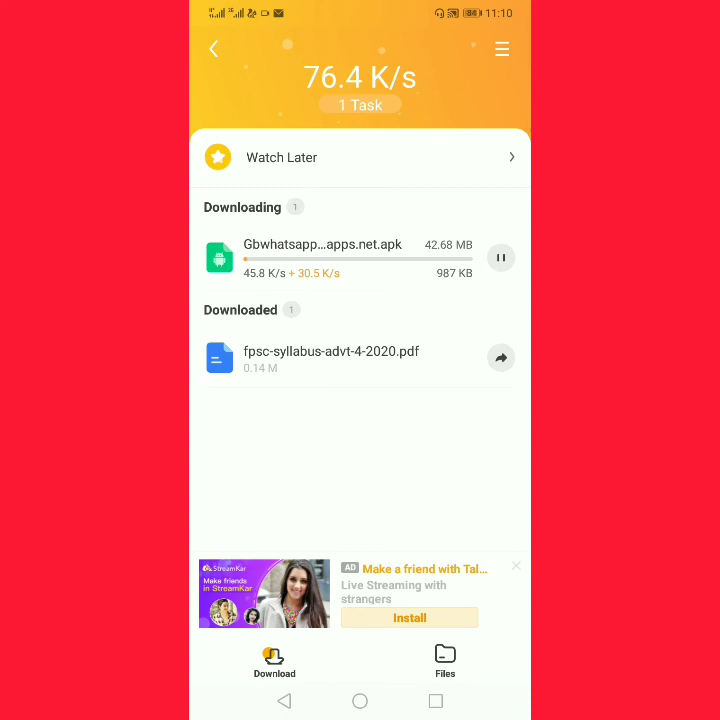 11:10
76.4 K/s
1 Task
Watch Later
Downloading 1
Gbwhatsapp...apps.net.apk 42.68 MB
45.8 K/s + 30.5 K/s 987 KB
Downloaded 1
fpsc-syllabus-advt-4-2020.pdf
0.14 M
StreamKar
Make friends
in StreamKar
AD Make a friend with Tal...
Live Streaming with
strangers
Install
Download Files